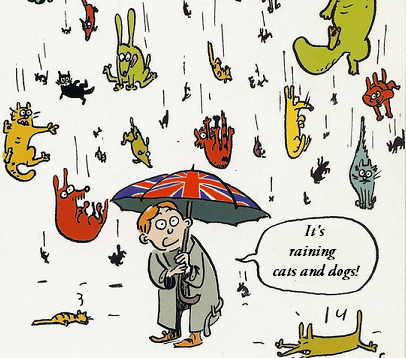 It's
raining
cats and dogs!